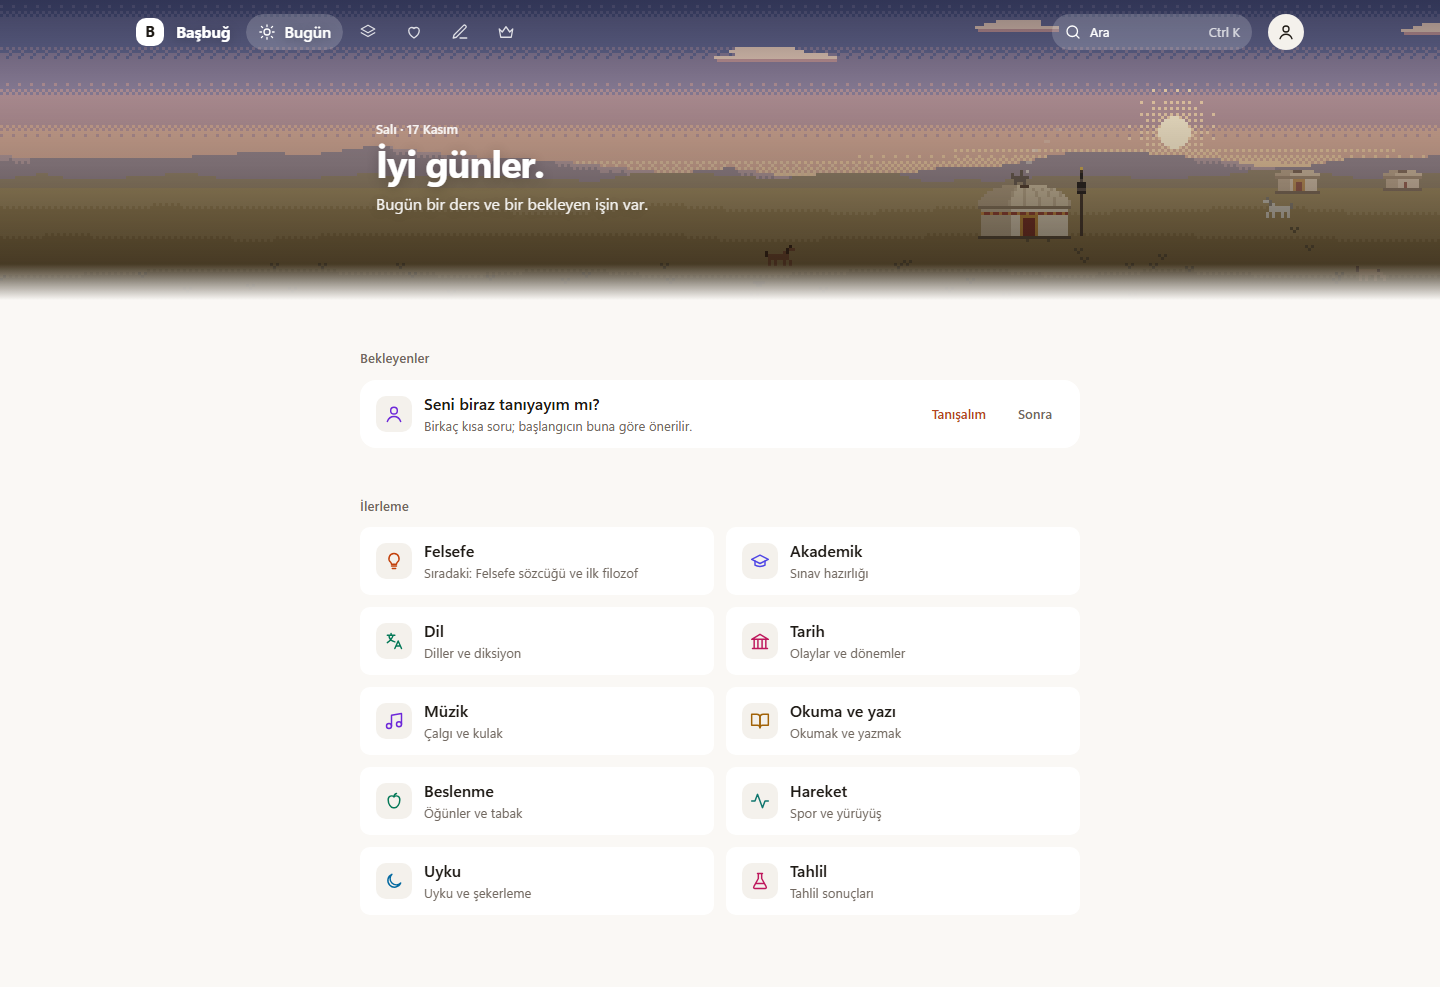 B Başbuğ Bugün Ara Ctrl K
Salı · 17 Kasım
İyi günler.
Bugün bir ders ve bir bekleyen işin var.
Bekleyenler
Seni biraz tanıyayım mı?
Birkaç kısa soru; başlangıcın buna göre önerilir.
Tanışalım Sonra
İlerleme
Felsefe
Sıradaki: Felsefe sözcüğü ve ilk filozof
Akademik
Sınav hazırlığı
Dil
Diller ve diksiyon
Tarih
Olaylar ve dönemler
Müzik
Çalgı ve kulak
Okuma ve yazı
Okumak ve yazmak
Beslenme
Öğünler ve tabak
Hareket
Spor ve yürüyüş
Uyku
Uyku ve şekerleme
Tahlil
Tahlil sonuçları